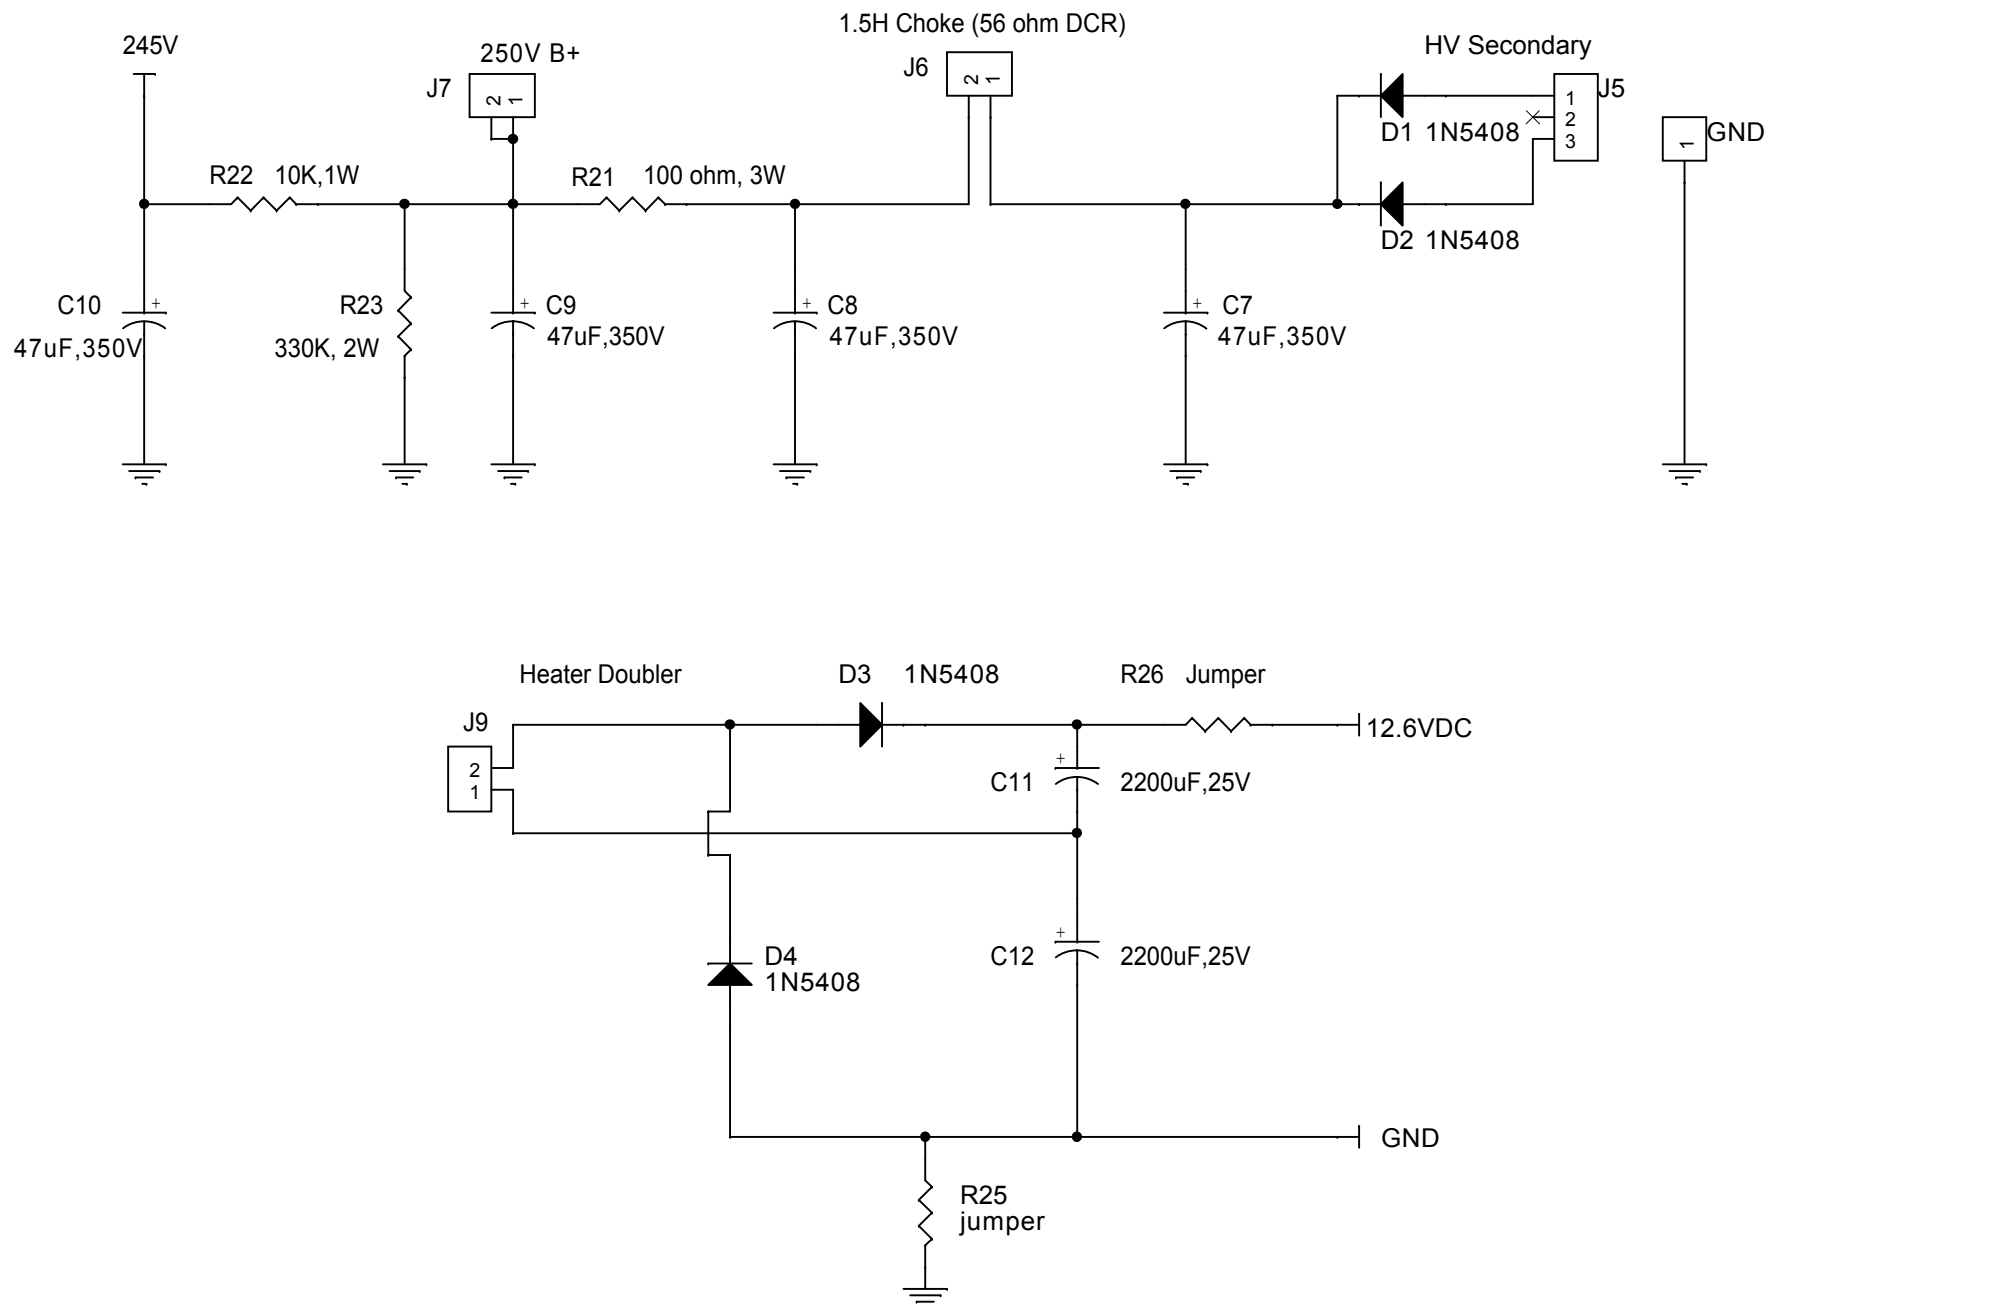 1.5H Choke (56 ohm DCR)
245V
250V B+
HV Secondary
J7
2 1
J6
2 1
1
2
3
J5
D1 1N5408
1
GND
R22 10K,1W
R21 100 ohm, 3W
D2 1N5408
C10
+
47uF,350V
R23
330K, 2W
+
C9
47uF,350V
+
C8
47uF,350V
+
C7
47uF,350V
Heater Doubler
D3 1N5408
R26 Jumper
J9
2
1
12.6VDC
+
C11 2200uF,25V
+
C12 2200uF,25V
D4
1N5408
GND
R25
jumper